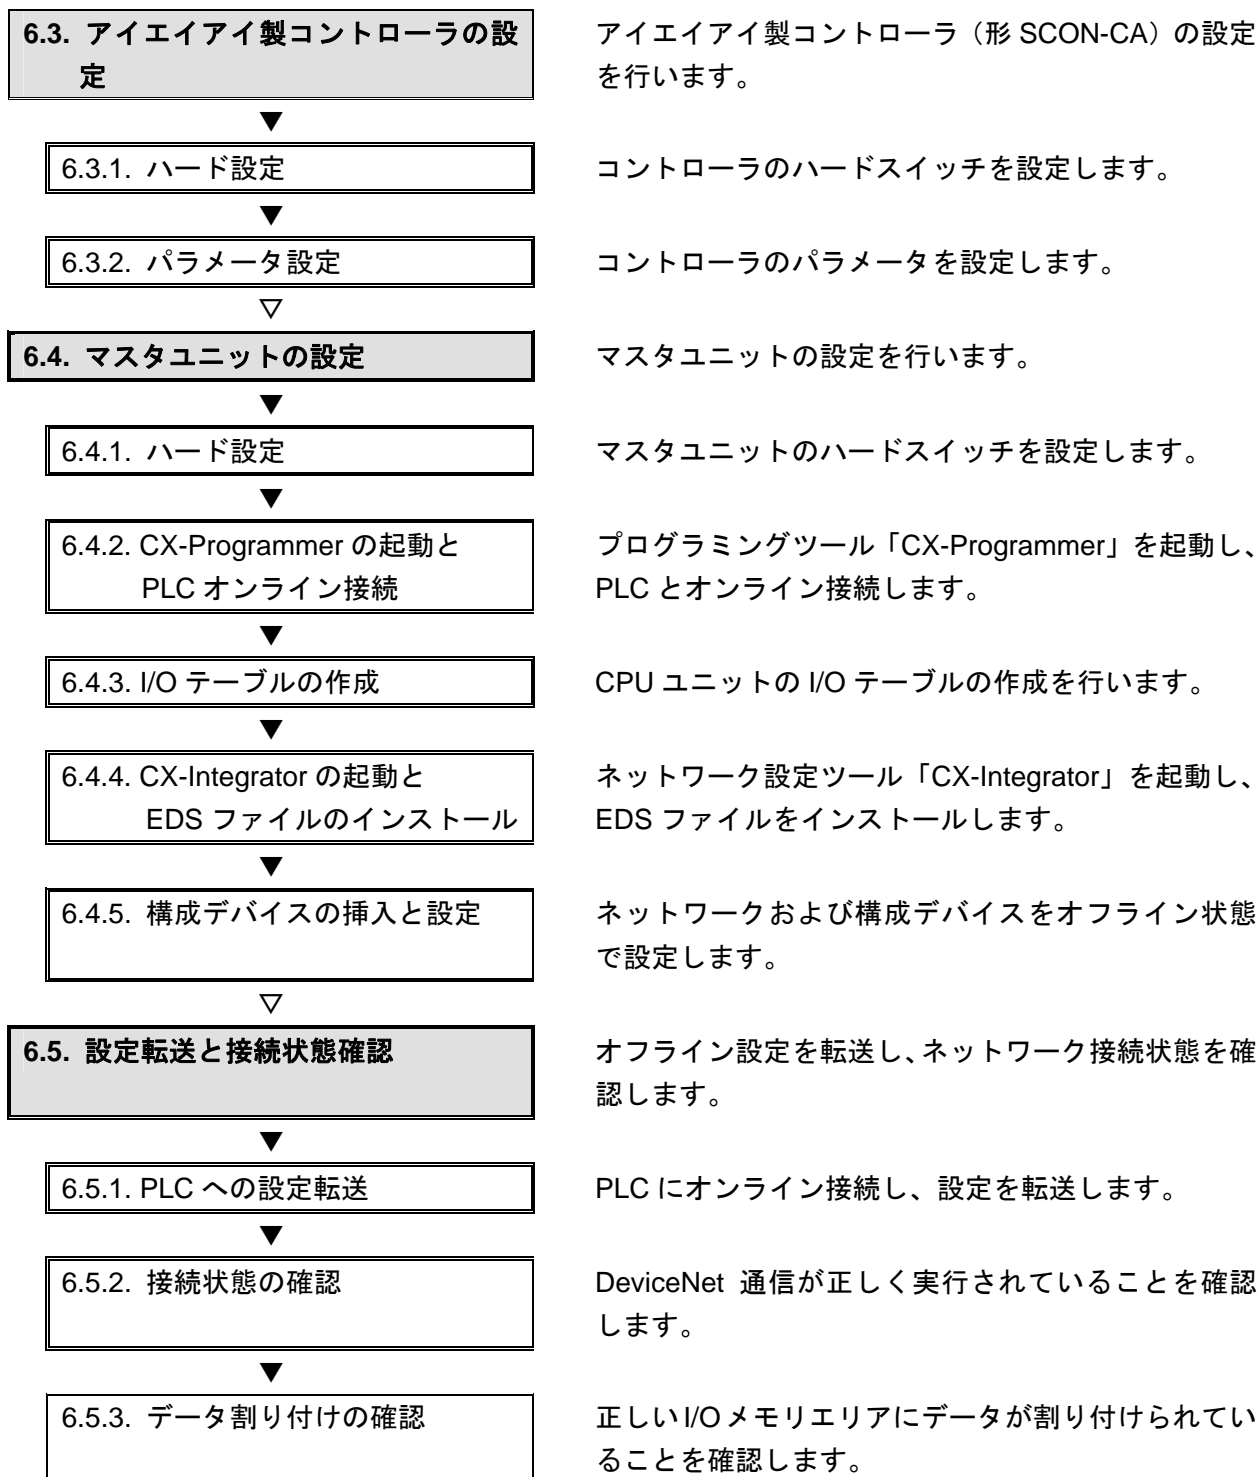 6.3. アイエイアイ製コントローラの設
定
アイエイアイ製コントローラ（形 SCON-CA）の設定
を行います。
▼
6.3.1. ハード設定
コントローラのハードスイッチを設定します。
▼
6.3.2. パラメータ設定
コントローラのパラメータを設定します。
▽
6.4. マスタユニットの設定
マスタユニットの設定を行います。
▼
6.4.1. ハード設定
マスタユニットのハードスイッチを設定します。
▼
6.4.2. CX-Programmer の起動と
PLC オンライン接続
プログラミングツール「CX-Programmer」を起動し、
PLC とオンライン接続します。
▼
6.4.3. I/O テーブルの作成
CPU ユニットの I/O テーブルの作成を行います。
▼
6.4.4. CX-Integrator の起動と
EDS ファイルのインストール
ネットワーク設定ツール「CX-Integrator」を起動し、
EDS ファイルをインストールします。
▼
6.4.5. 構成デバイスの挿入と設定
ネットワークおよび構成デバイスをオフライン状態
で設定します。
▽
6.5. 設定転送と接続状態確認
オフライン設定を転送し、ネットワーク接続状態を確
認します。
▼
6.5.1. PLC への設定転送
PLC にオンライン接続し、設定を転送します。
▼
6.5.2. 接続状態の確認
DeviceNet 通信が正しく実行されていることを確認
します。
▼
6.5.3. データ割り付けの確認
正しい I/O メモリエリアにデータが割り付けられてい
ることを確認します。